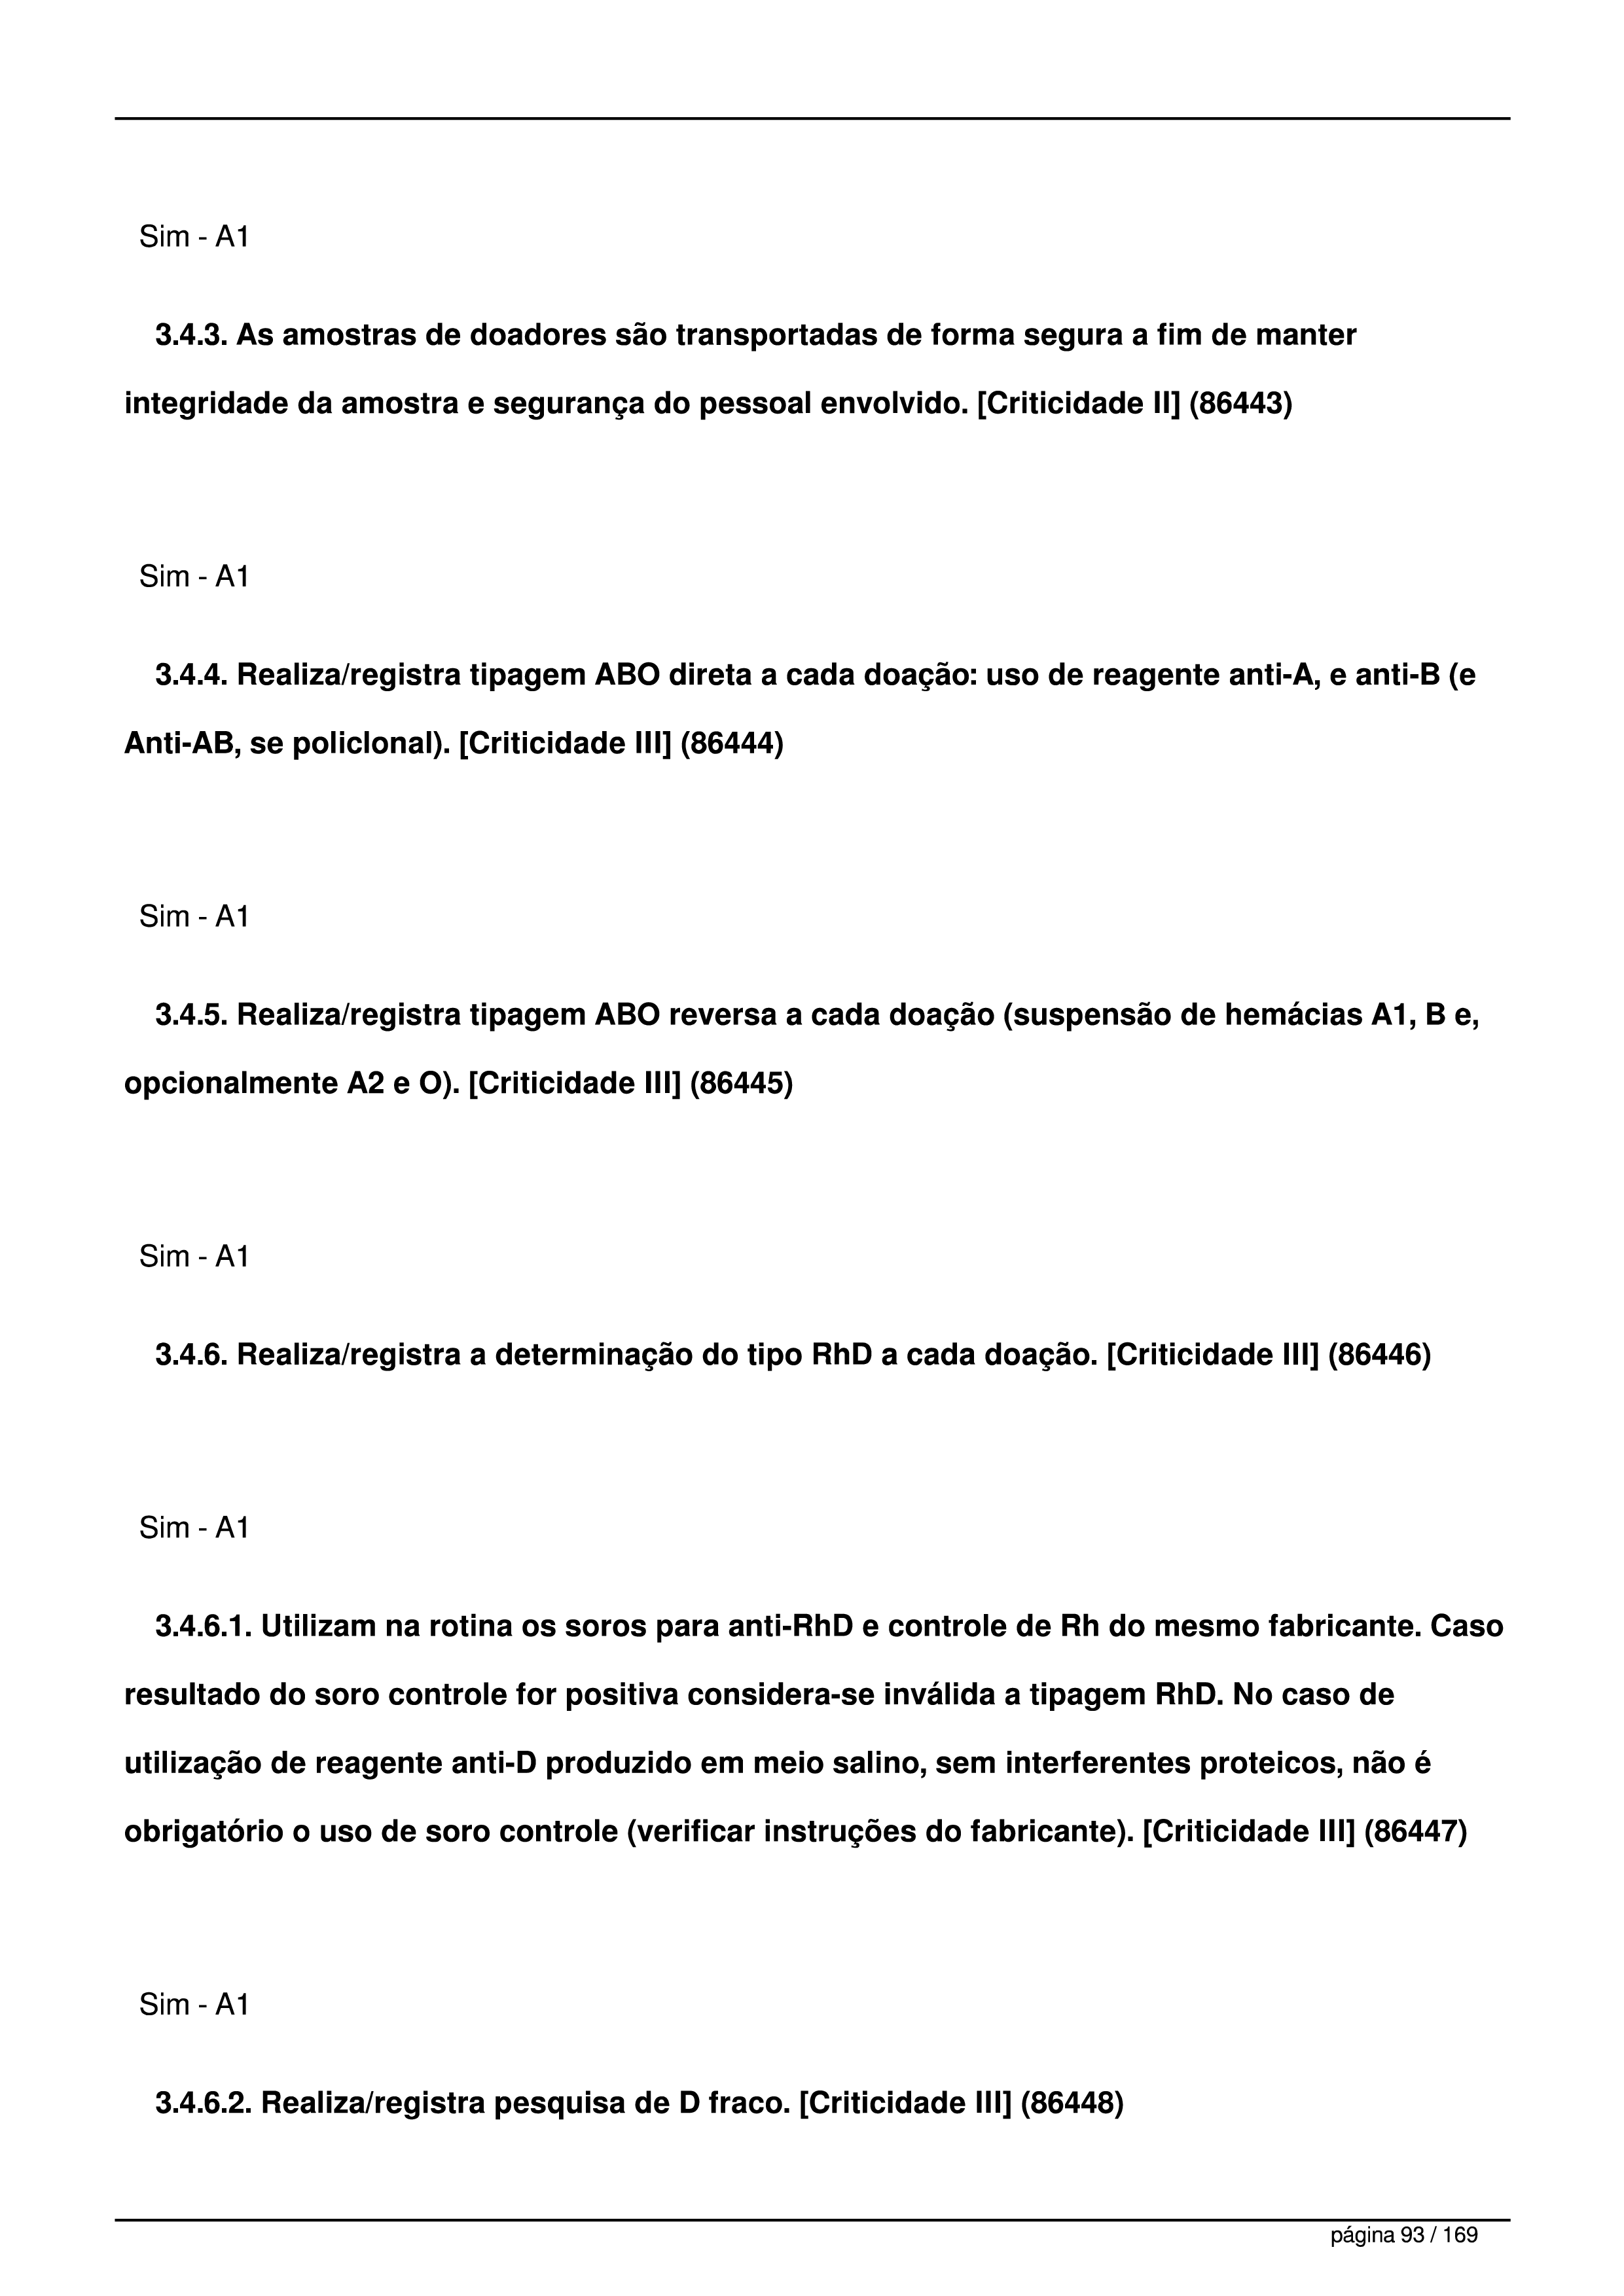 Sim - A1
3.4.3. As amostras de doadores são transportadas de forma segura a fim de manter
integridade da amostra e segurança do pessoal envolvido. [Criticidade II] (86443)
Sim - A1
3.4.4. Realiza/registra tipagem ABO direta a cada doação: uso de reagente anti-A, e anti-B (e
Anti-AB, se policlonal). [Criticidade III] (86444)
Sim - A1
3.4.5. Realiza/registra tipagem ABO reversa a cada doação (suspensão de hemácias A1, B e,
opcionalmente A2 e O). [Criticidade III] (86445)
Sim - A1
3.4.6. Realiza/registra a determinação do tipo RhD a cada doação. [Criticidade III] (86446)
Sim - A1
3.4.6.1. Utilizam na rotina os soros para anti-RhD e controle de Rh do mesmo fabricante. Caso
resultado do soro controle for positiva considera-se inválida a tipagem RhD. No caso de
utilização de reagente anti-D produzido em meio salino, sem interferentes proteicos, não é
obrigatório o uso de soro controle (verificar instruções do fabricante). [Criticidade III] (86447)
Sim - A1
3.4.6.2. Realiza/registra pesquisa de D fraco. [Criticidade III] (86448)
página 93 / 169